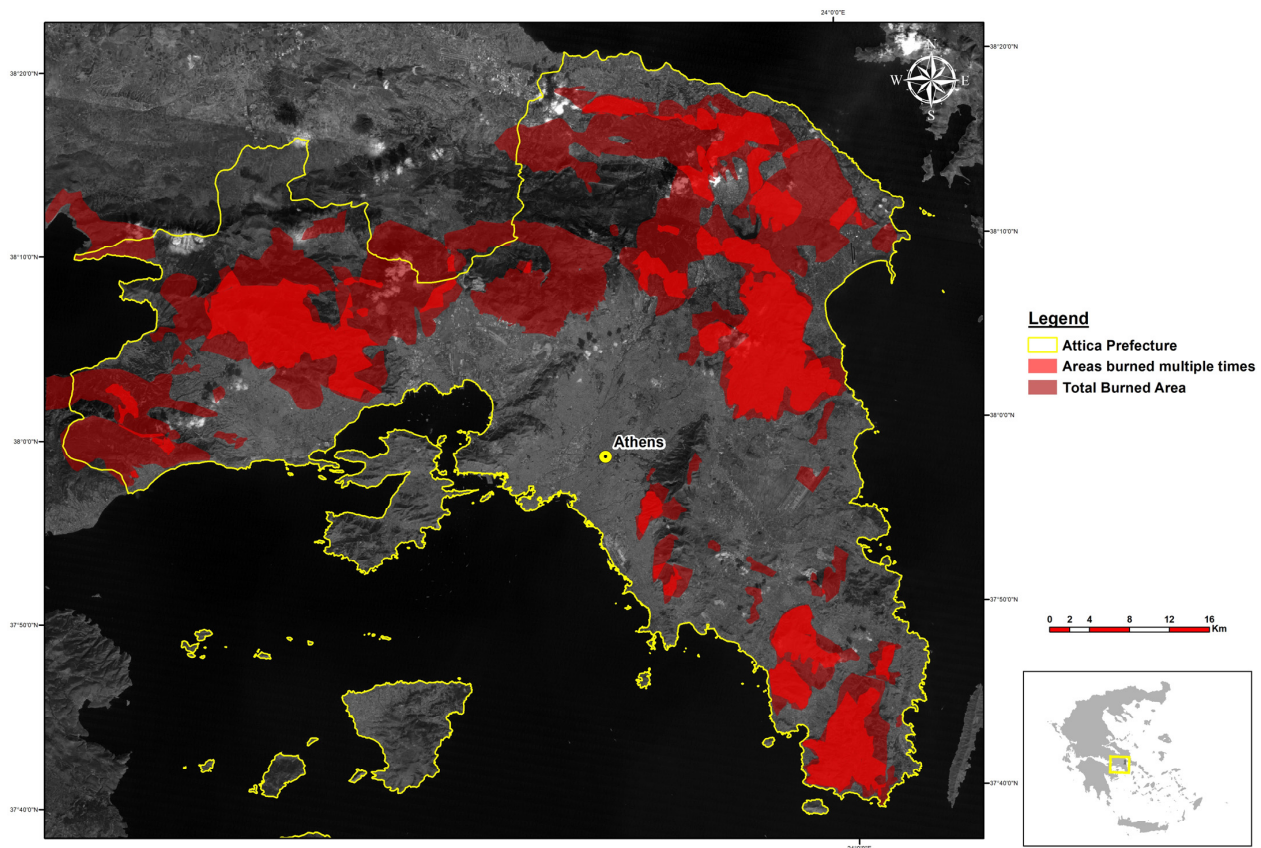 24°0'0"E
38°20'0"N
38°20'0"N
N
W
E
S
38°10'0"N
38°10'0"N
Legend
Attica Prefecture
Areas burned multiple times
Total Burned Area
38°0'0"N
38°0'0"N
Athens
37°50'0"N
37°50'0"N
0 2 4 8 12 16
Km
37°40'0"N
37°40'0"N